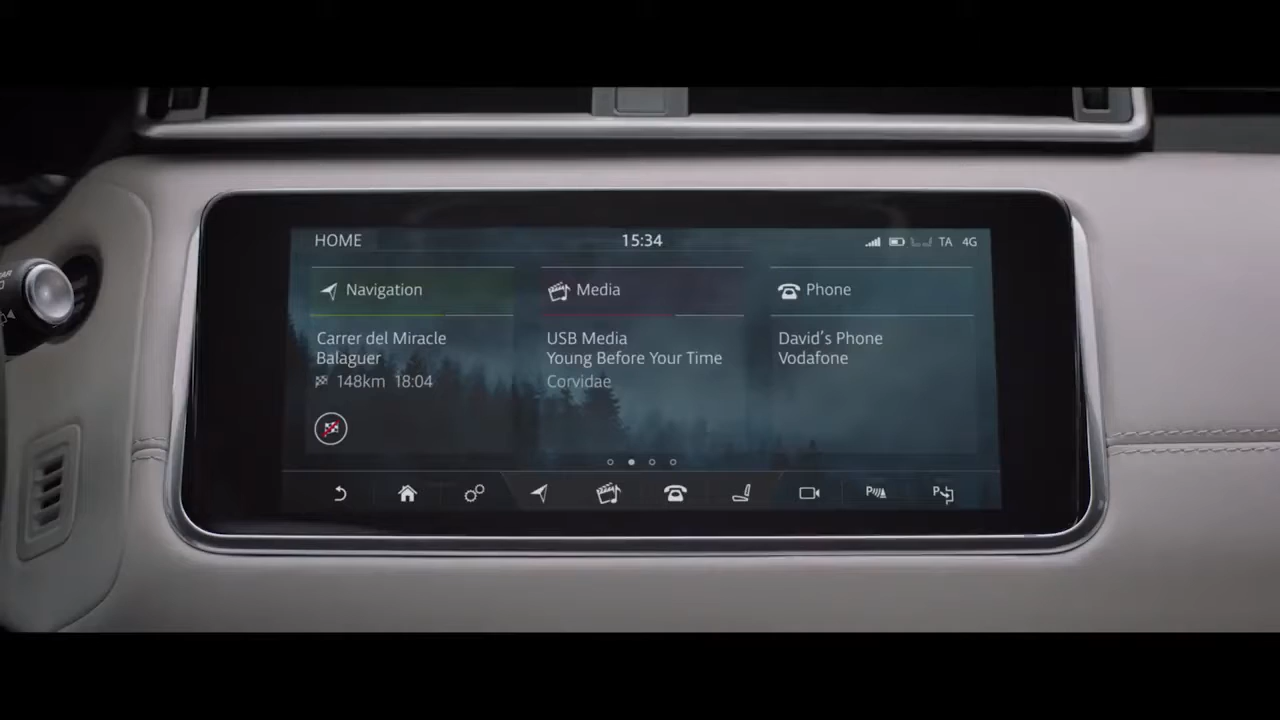 HOME
15:34
TA 4G
Navigation
Media
Phone
Carrer del Miracle
Balaguer
148km 18:04
USB Media
Young Before Your Time
Corvidae
David's Phone
Vodafone
P
P